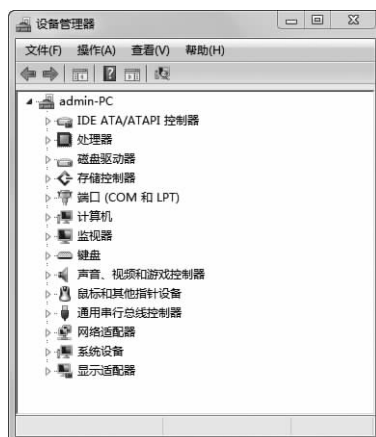 设备管理器
文件(F) 操作(A) 查看(V) 帮助(H)
admin-PC
IDE ATA/ATAPI 控制器
处理器
磁盘驱动器
存储控制器
端口 (COM 和 LPT)
计算机
监视器
键盘
声音、视频和游戏控制器
鼠标和其他指针设备
通用串行总线控制器
网络适配器
系统设备
显示适配器